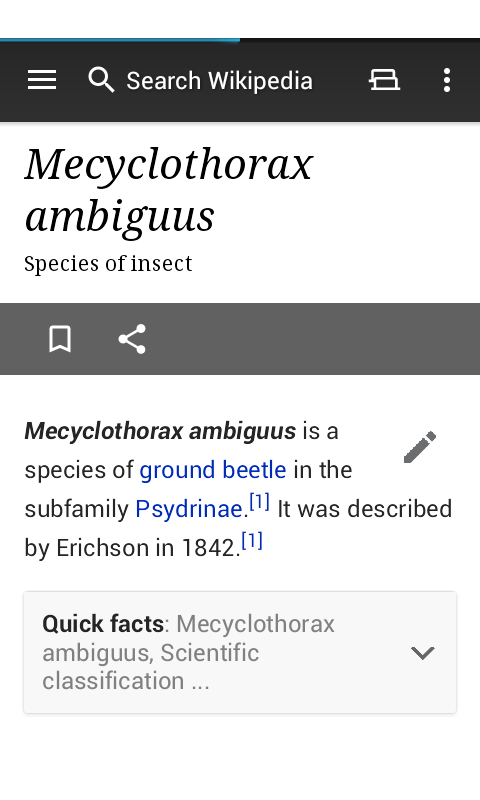 Search Wikipedia
Mecyclothorax
ambiguus
Species of insect
Mecyclothorax ambiguus is a
species of ground beetle in the
subfamily Psydrinae.[1] It was described
by Erichson in 1842.[1]
Quick facts: Mecyclothorax
ambiguus, Scientific
classification ...